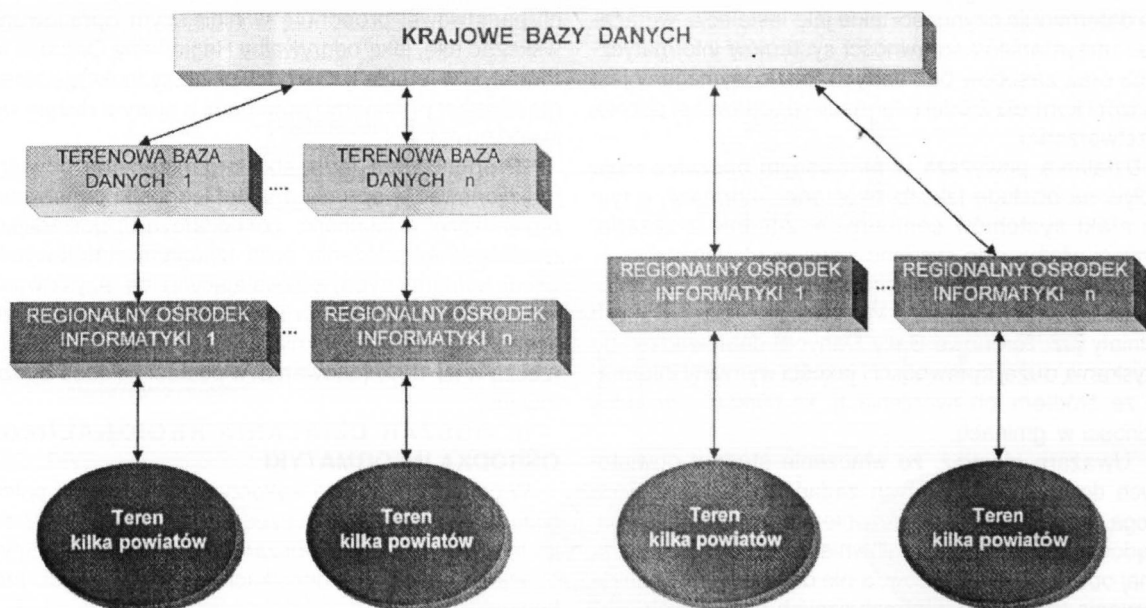 KRAJOWE BAZY DANYCH
TERENOWA BAZA
DANYCH 1
...
TERENOWA BAZA
DANYCH n
REGIONALNY OŚRODEK
INFORMATYKI 1
...
REGIONALNY OŚRODEK
INFORMATYKI n
REGIONALNY OŚRODEK
INFORMATYKI 1
...
REGIONALNY OŚRODEK
INFORMATYKI n
Teren
kilka powiatów
Teren
kilka powiatów
Teren
kilka powiatów
Teren
kilka powiatów